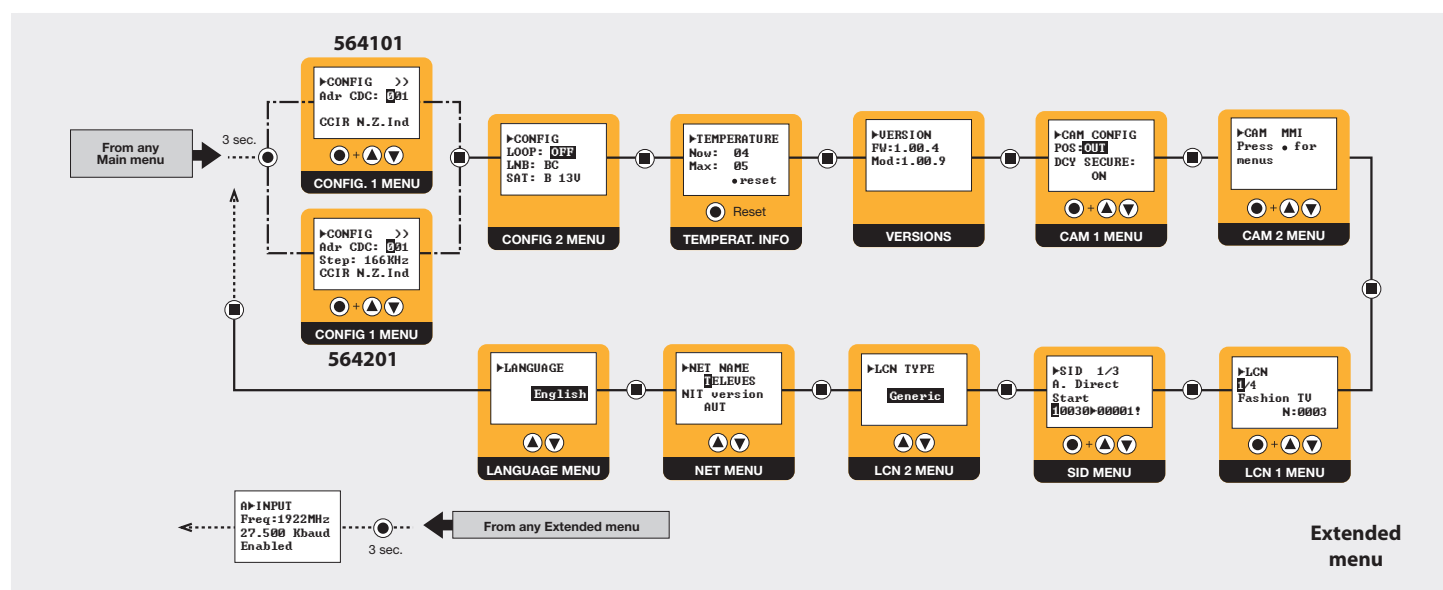 564101
►CONFIG >>
Adr CDC: 001
CCIR N.Z.Ind
CONFIG. 1 MENU
From any
Main menu
3 sec.
►CONFIG >>
Adr CDC: 001
Step: 166KHz
CCIR N.Z.Ind
+
CONFIG 1 MENU
564201
►CONFIG
LOOP: OFF
LNB: BC
SAT: B 13V
CONFIG 2 MENU
►TEMPERATURE
Now: 04
Max: 05
●reset
Reset
TEMPERAT. INFO
►VERSION
FW:1.00.4
Mod:1.00.9
VERSIONS
►CAM CONFIG
POS:OUT
DCY SECURE:
ON
+
CAM 1 MENU
►CAM MMI
Press ● for
menus
+
CAM 2 MENU
►LANGUAGE
English
LANGUAGE MENU
►NET NAME
TELEVES
NIT version
AUT
NET MENU
►LCN TYPE
Generic
LCN 2 MENU
►SID 1/3
A. Direct
Start
10030►00001!
+
SID MENU
►LCN
1/4
Fashion TV
N:0003
+
LCN 1 MENU
A►INPUT
Freq:1922MHz
27.500 Kbaud
Enabled
3 sec.
From any Extended menu
Extended
menu